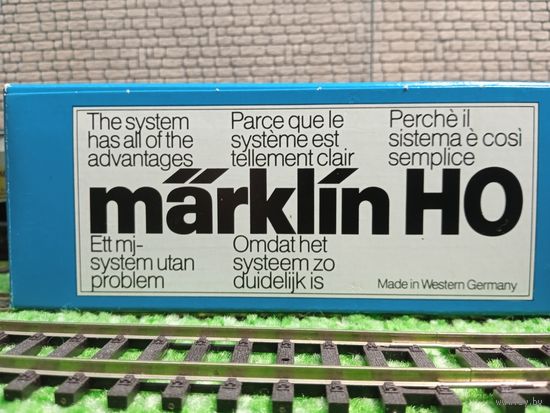 The system
has all of the
advantages
Parce que le
système est
tellement clair
Perchè il
sistema è così
semplice
märklin HO
Ett mj-
system utan
problem
Omdat het
systeem zo
duidelijk is
Made in Western Germany